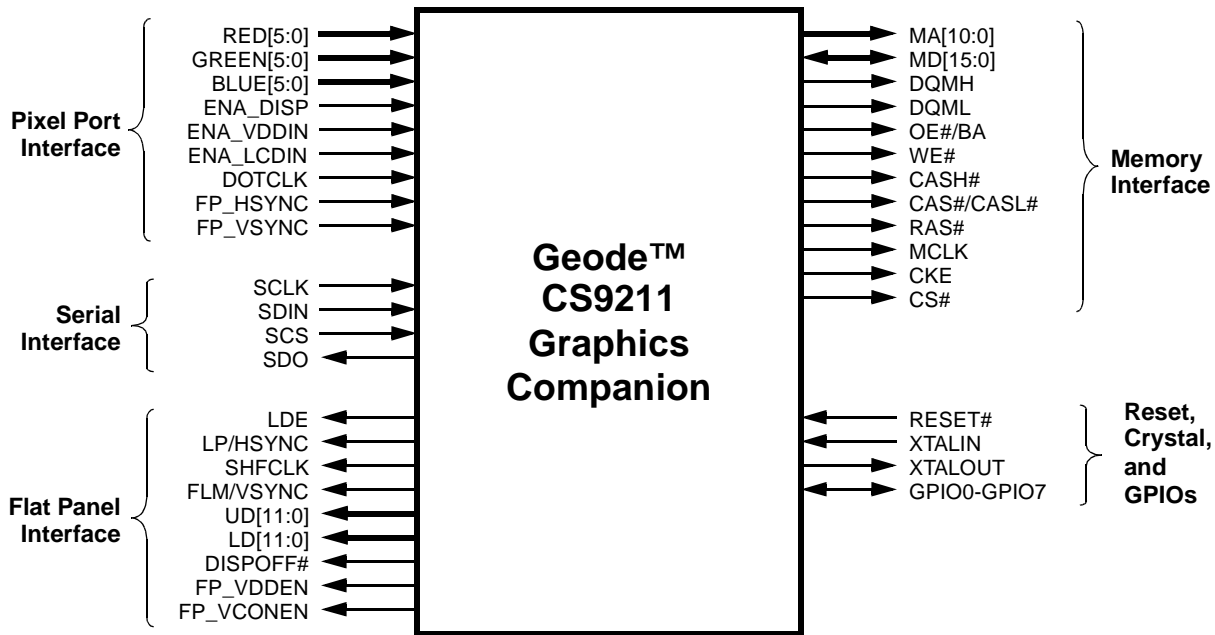 Pixel Port
Interface
RED[5:0]
GREEN[5:0]
BLUE[5:0]
ENA_DISP
ENA_VDDIN
ENA_LCDIN
DOTCLK
FP_HSYNC
FP_VSYNC
Serial
Interface
SCLK
SDIN
SCS
SDO
Flat Panel
Interface
LDE
LP/HSYNC
SHFCLK
FLM/VSYNC
UD[11:0]
LD[11:0]
DISPOFF#
FP_VDDEN
FP_VCONEN
Geode™
CS9211
Graphics
Companion
MA[10:0]
MD[15:0]
DQMH
DQML
OE#/BA
WE#
CASH#
CAS#/CASL#
RAS#
MCLK
CKE
CS#
Memory
Interface
RESET#
XTALIN
XTALOUT
GPIO0-GPIO7
Reset,
Crystal,
and
GPIOs